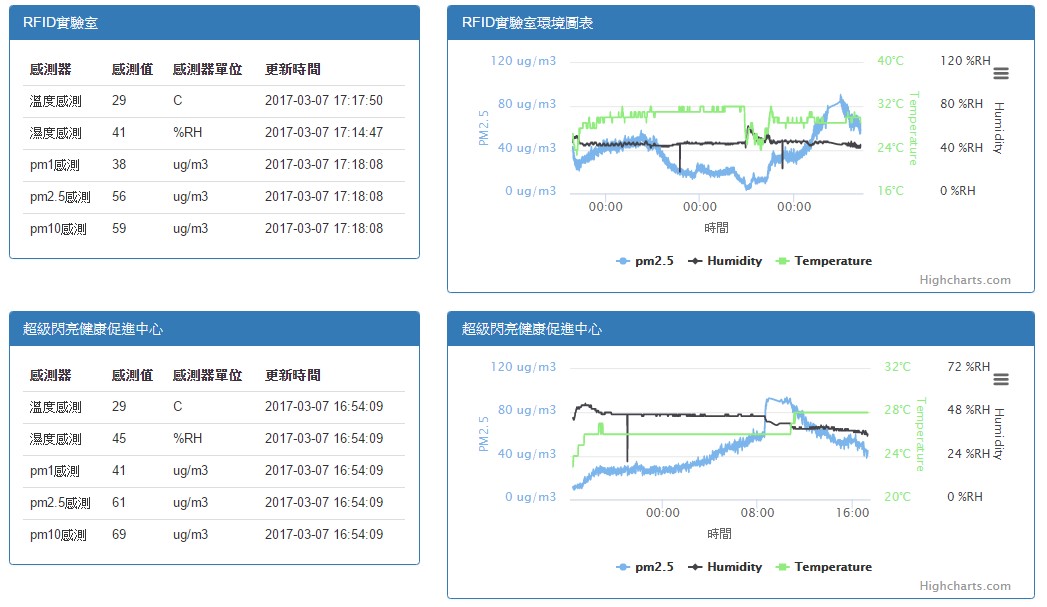 RFID實驗室
感測器 感測值 感測器單位 更新時間
溫度感測 29 C 2017-03-07 17:17:50
濕度感測 41 %RH 2017-03-07 17:14:47
pm1感測 38 ug/m3 2017-03-07 17:18:08
pm2.5感測 56 ug/m3 2017-03-07 17:18:08
pm10感測 59 ug/m3 2017-03-07 17:18:08
RFID實驗室環境圖表
120 ug/m3 40°C 120 %RH
80 ug/m3 32°C 80 %RH
40 ug/m3 24°C 40 %RH
0 ug/m3 16°C 0 %RH
PM2.5
Temperature
Humidity
00:00 00:00 00:00
時間
pm2.5 Humidity Temperature
Highcharts.com
超級閃亮健康促進中心
感測器 感測值 感測器單位 更新時間
溫度感測 29 C 2017-03-07 16:54:09
濕度感測 45 %RH 2017-03-07 16:54:09
pm1感測 41 ug/m3 2017-03-07 16:54:09
pm2.5感測 61 ug/m3 2017-03-07 16:54:09
pm10感測 69 ug/m3 2017-03-07 16:54:09
超級閃亮健康促進中心
120 ug/m3 32°C 72 %RH
80 ug/m3 28°C 48 %RH
40 ug/m3 24°C 24 %RH
0 ug/m3 20°C 0 %RH
PM2.5
Temperature
Humidity
00:00 08:00 16:00
時間
pm2.5 Humidity Temperature
Highcharts.com